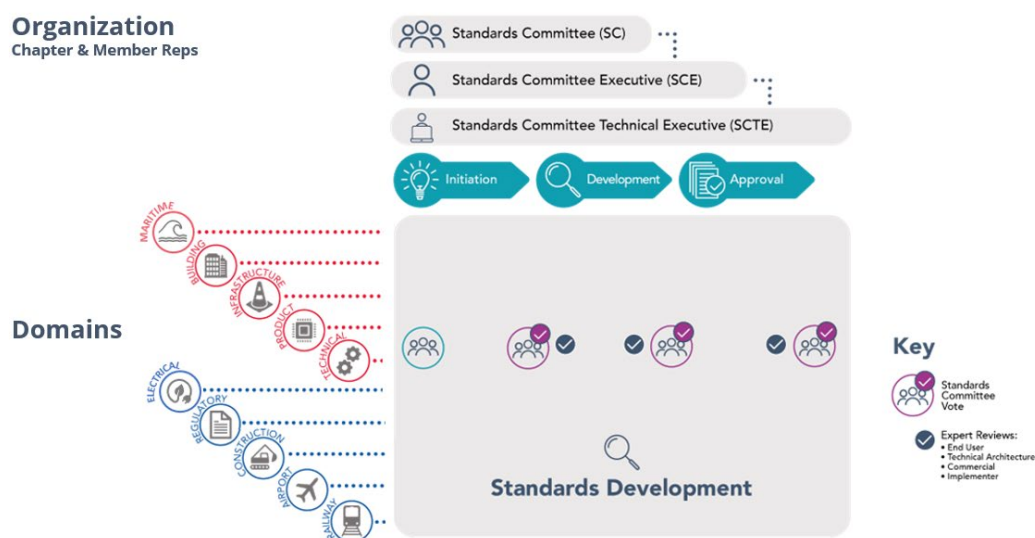 Organization
Chapter & Member Reps
Standards Committee (SC)
Standards Committee Executive (SCE)
Standards Committee Technical Executive (SCTE)
Initiation
Development
Approval
MARITIME
BUILDING
INFRASTRUCTURE
PRODUCT
TECHNICAL
Domains
ELECTRICAL
REGULATORY
CONSTRUCTION
AIRPORT
RAILWAY
Standards Development
Key
Standards
Committee
Vote
Expert Reviews:
• End User
• Technical Architecture
• Commercial
• Implementer